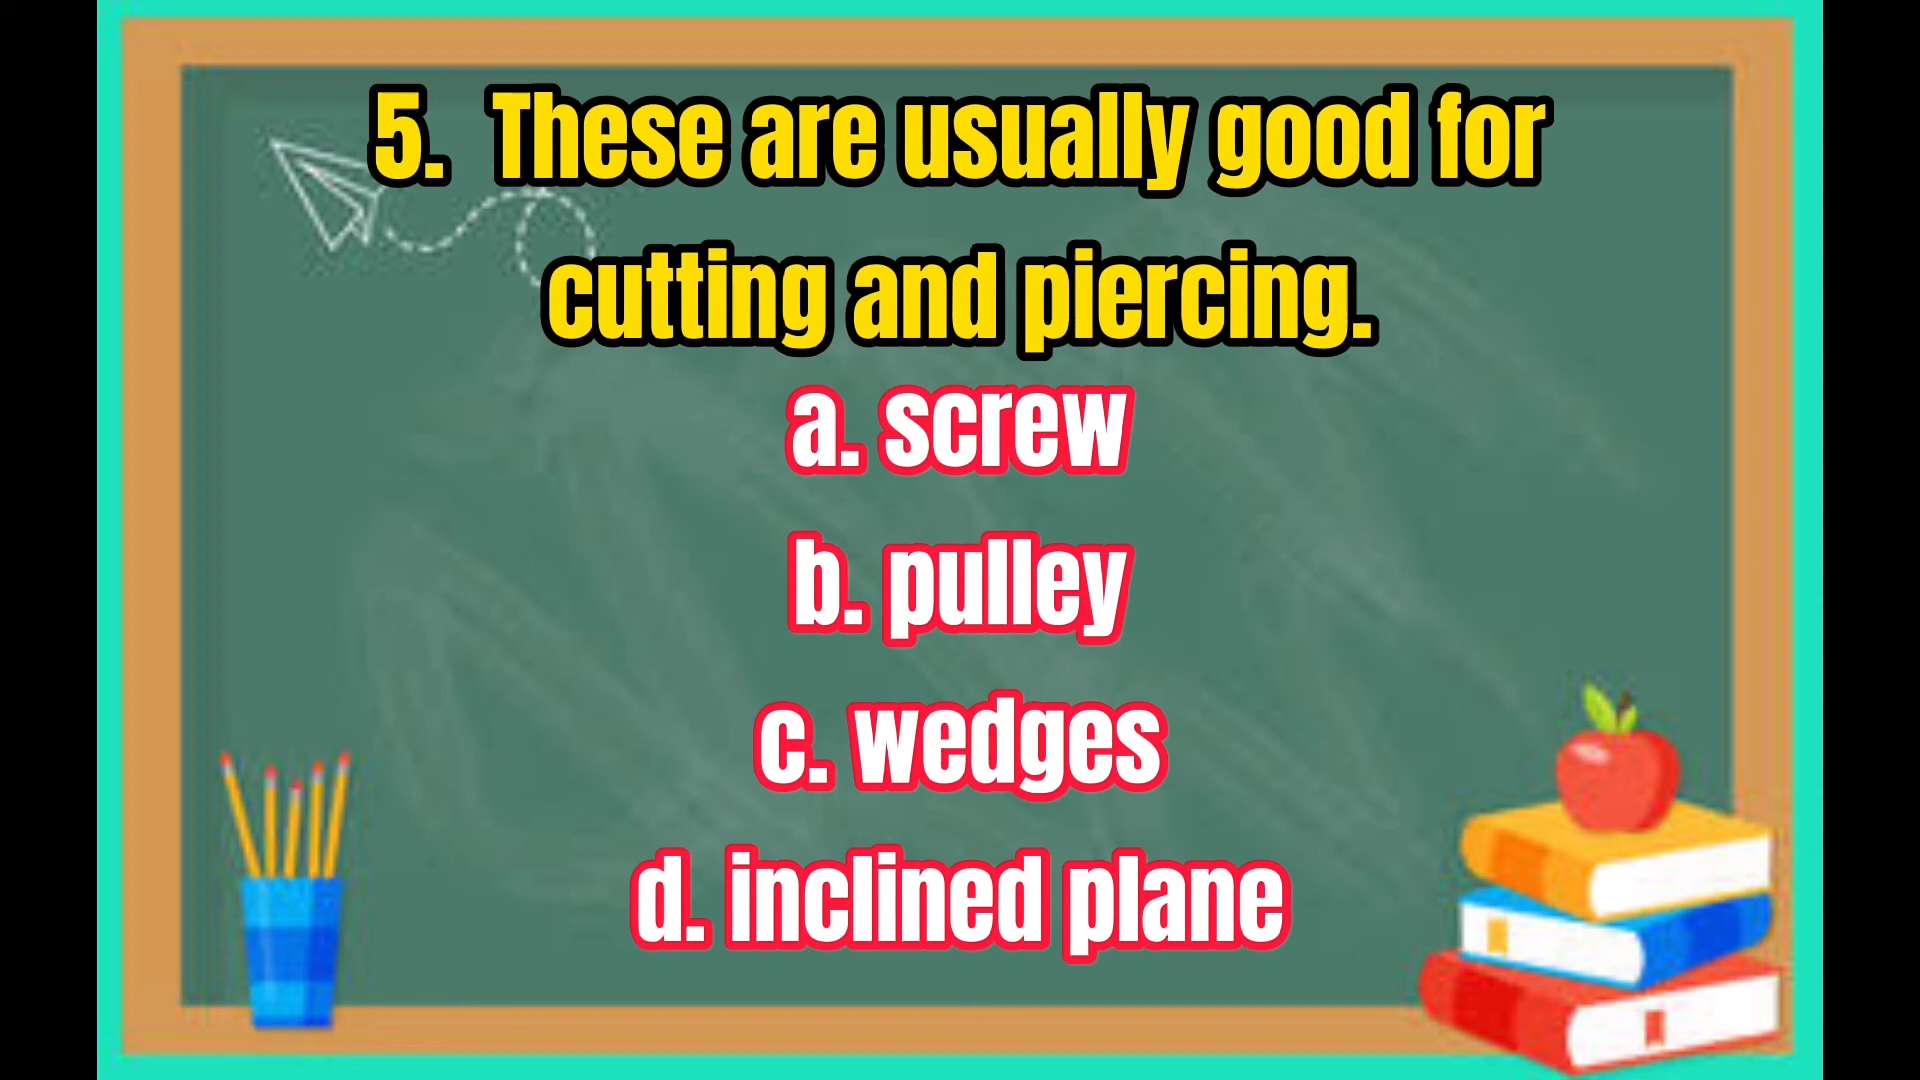 5. These are usually good for
cutting and piercing.
a. screw
b. pulley
c. wedges
d. inclined plane